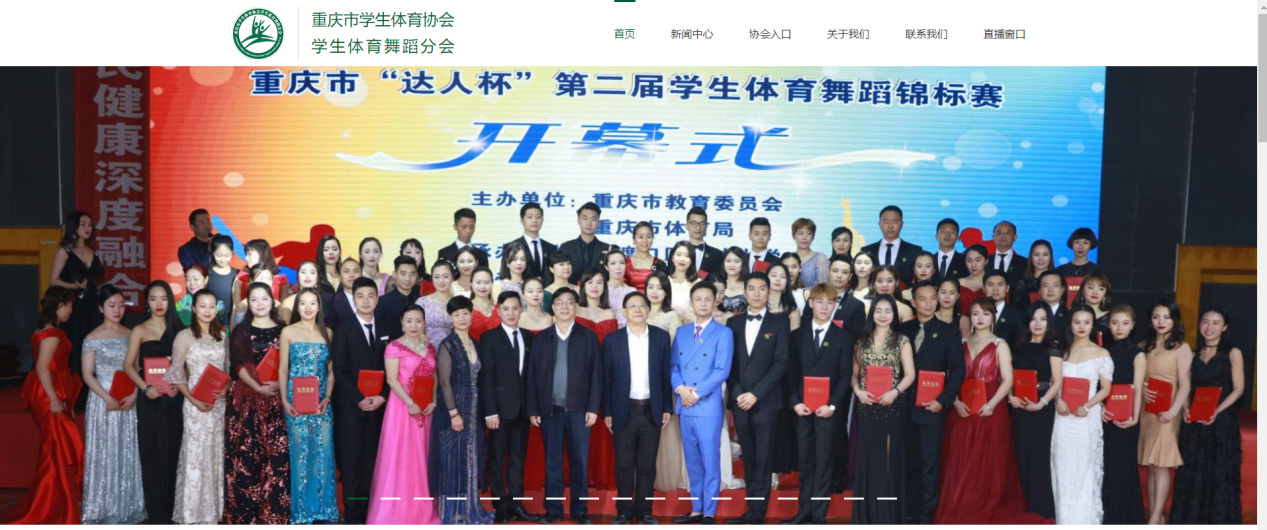 重庆市学生体育协会
学生体育舞蹈分会
首页
新闻中心
协会入口
关于我们
联系我们
直播窗口
重庆市“达人杯”第二届学生体育舞蹈锦标赛
开幕式
主办单位：重庆市教育委员会
重庆市体育局
民健康深度融合